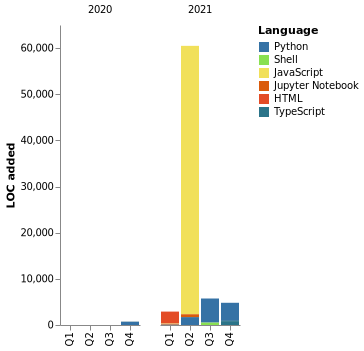 2020
2021
LOC added
60,000
50,000
40,000
30,000
20,000
10,000
0
Q1
Q2
Q3
Q4
Q1
Q2
Q3
Q4
Language
Python
Shell
JavaScript
Jupyter Notebook
HTML
TypeScript